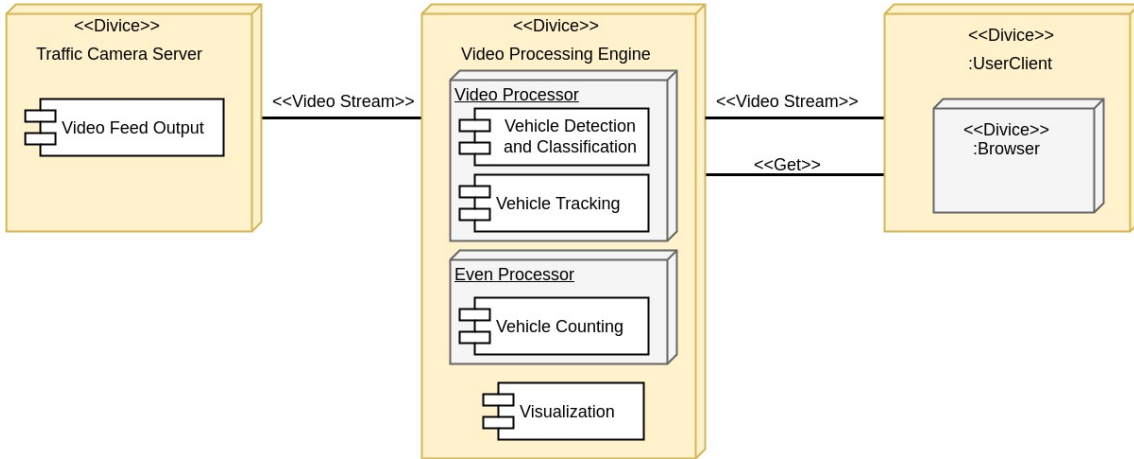 <<Divice>>
Traffic Camera Server
Video Feed Output
<<Video Stream>>
<<Divice>>
Video Processing Engine
Video Processor
Vehicle Detection
and Classification
Vehicle Tracking
Even Processor
Vehicle Counting
Visualization
<<Video Stream>>
<<Get>>
<<Divice>>
:UserClient
<<Divice>>
:Browser